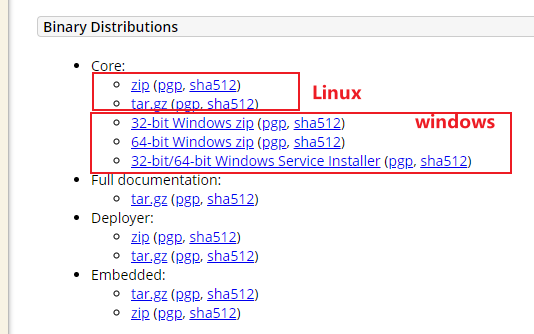 Binary Distributions
Core:
zip (pgp, sha512)
tar.gz (pgp, sha512)
Linux
32-bit Windows zip (pgp, sha512)
windows
64-bit Windows zip (pgp, sha512)
32-bit/64-bit Windows Service Installer (pgp, sha512)
Full documentation:
tar.gz (pgp, sha512)
Deployer:
zip (pgp, sha512)
tar.gz (pgp, sha512)
Embedded:
tar.gz (pgp, sha512)
zip (pgp, sha512)